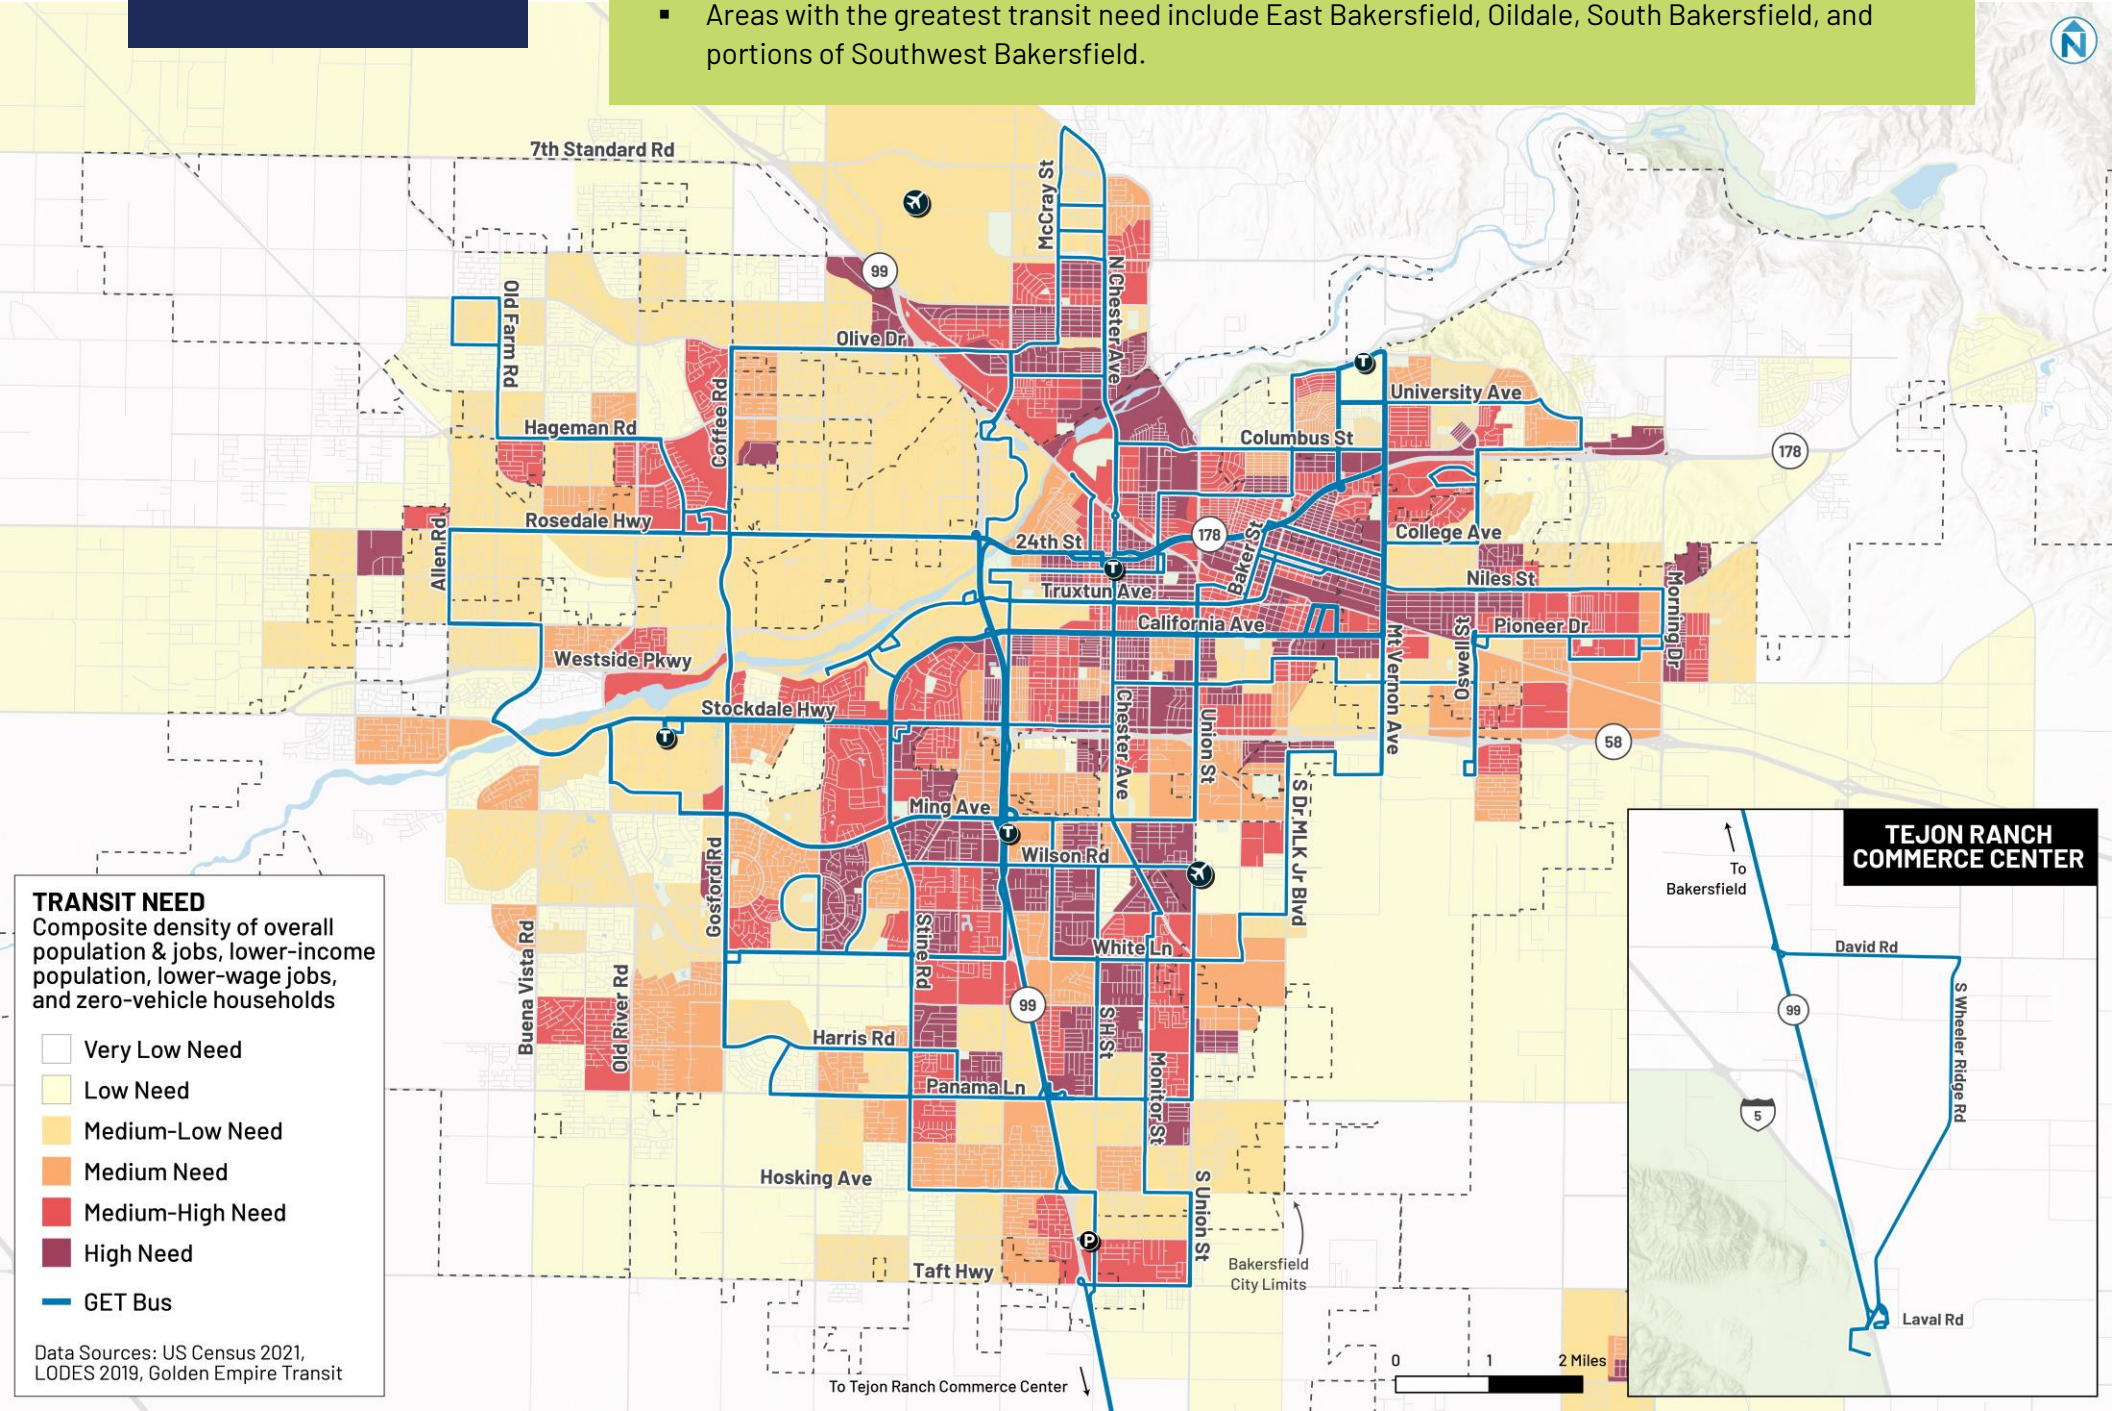 ▪ Areas with the greatest transit need include East Bakersfield, Oildale, South Bakersfield, and
portions of Southwest Bakersfield.
N
7th Standard Rd
McCray St
99
N Chester Ave
Old Farm Rd
Olive Dr
Coffee Rd
T
University Ave
Hageman Rd
Columbus St
178
Allen Rd
Rosedale Hwy
24th St
178
Baker St
College Ave
T
Truxtun Ave
Niles St
Morning Dr
California Ave
Mt Vernon Ave
Oswell St
Pioneer Dr
Westside Pkwy
Stockdale Hwy
T
Chester Ave
Union St
58
Ming Ave
T
Wilson Rd
S Dr MLK Jr Blvd
Gosford Rd
Stine Rd
White Ln
Buena Vista Rd
Old River Rd
99
S H St
Harris Rd
Monitor St
Panama Ln
Hosking Ave
S Union St
P
Taft Hwy
Bakersfield
City Limits
To Tejon Ranch Commerce Center
0 1 2 Miles
TRANSIT NEED
Composite density of overall
population & jobs, lower-income
population, lower-wage jobs,
and zero-vehicle households
Very Low Need
Low Need
Medium-Low Need
Medium Need
Medium-High Need
High Need
GET Bus
Data Sources: US Census 2021,
LODES 2019, Golden Empire Transit
TEJON RANCH
COMMERCE CENTER
To
Bakersfield
David Rd
99
S Wheeler Ridge Rd
5
Laval Rd